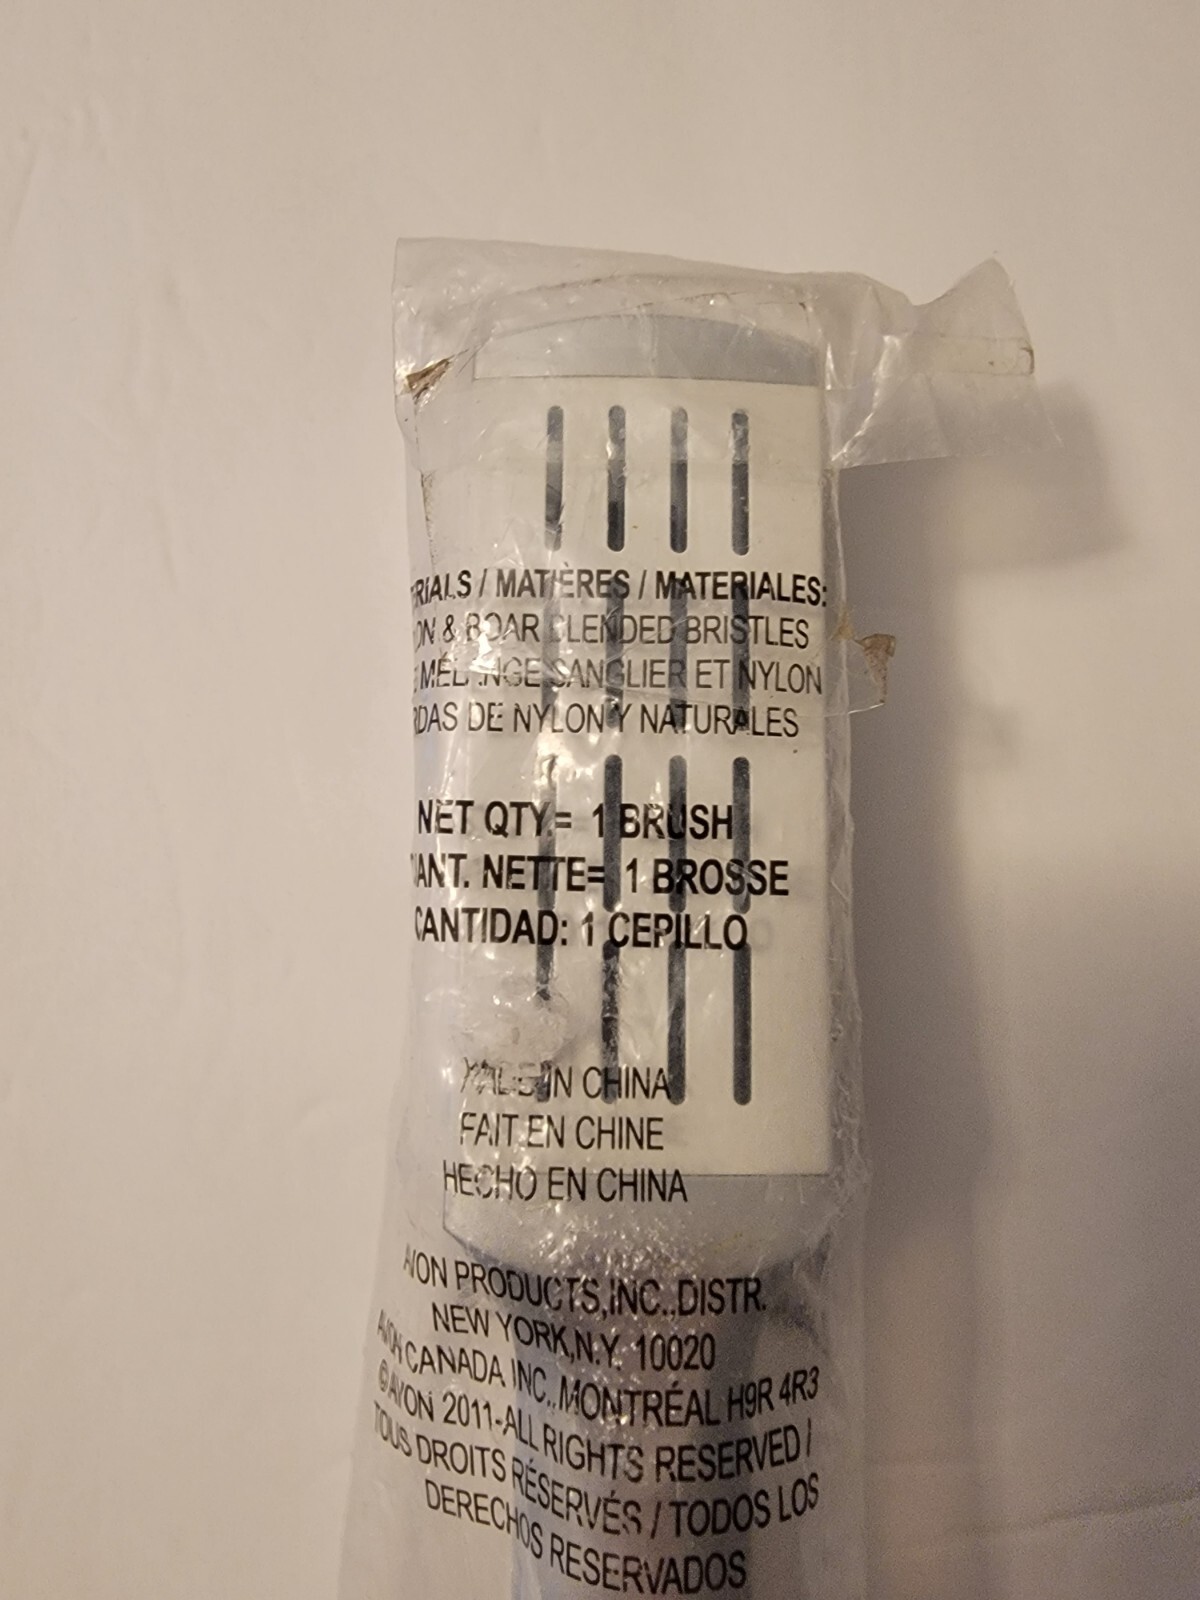 RIALS / MATIÈRES / MATERIALES:
ON & BOAR BLENDED BRISTLES
MÉLANGE SANGLIER ET NYLON
RDAS DE NYLON Y NATURALES
NET QTY.= 1 BRUSH
ANT. NETTE= 1 BROSSE
CANTIDAD: 1 CEPILLO
MADE IN CHINA
FAIT EN CHINE
HECHO EN CHINA
AVON PRODUCTS,INC.,DISTR.
NEW YORK,N.Y. 10020
AVON CANADA INC.,MONTRÉAL H9R 4R3
©AVON 2011-ALL RIGHTS RESERVED /
TOUS DROITS RÉSERVÉS / TODOS LOS
DERECHOS RESERVADOS